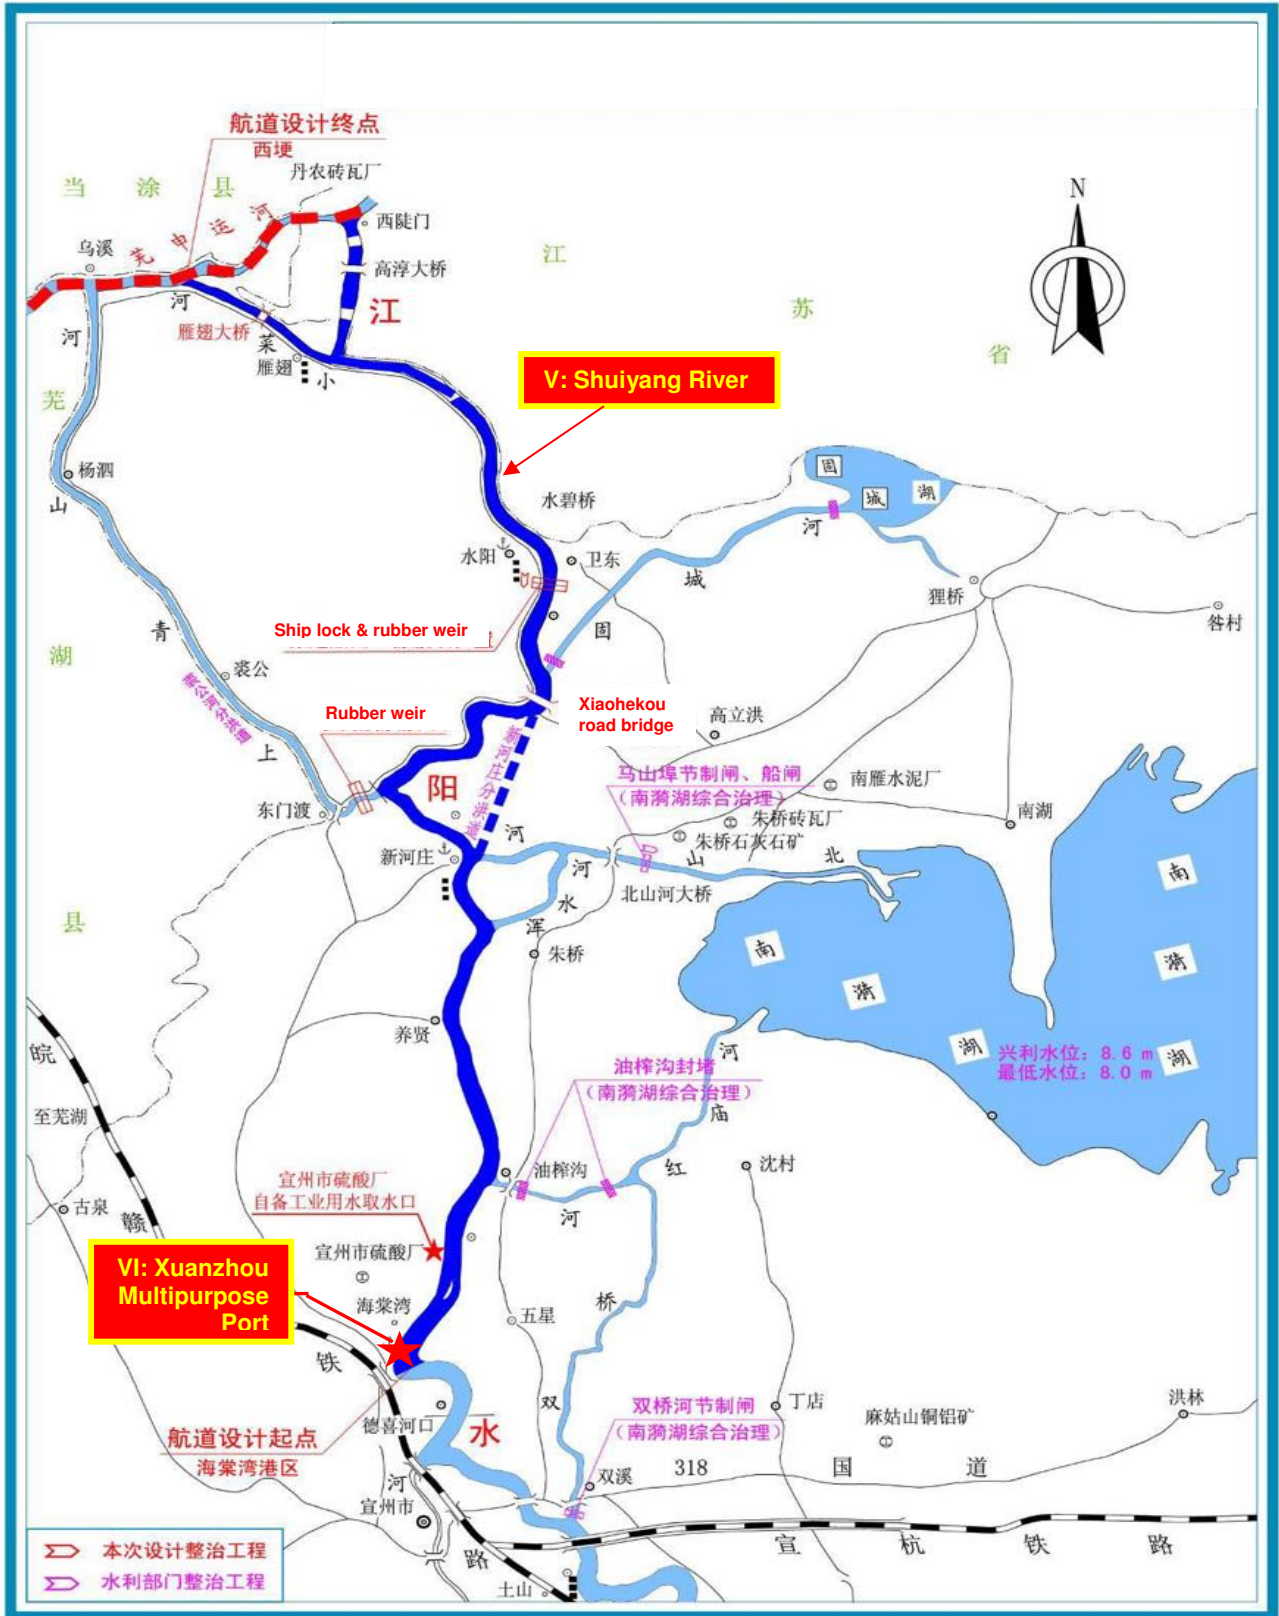 航道设计终点
西埂
丹农砖瓦厂
当涂县
芜申运河
西陡门
乌溪
高淳大桥
江
N
江苏省
河
雁翅大桥
菜
雁翅
小
河
江
V: Shuiyang River
芜
杨泗
山
水碧桥
固
城
湖
河
水阳
卫东
城
狸桥
昝村
青
固
Ship lock & rubber weir
湖
裘公
裘公河分洪道
上
Rubber weir
Xiaohekou
road bridge
高立洪
新河庄分洪道
阳
马山埠节制闸、船闸
(南漪湖综合治理)
南雁水泥厂
朱桥砖瓦厂
朱桥石灰石矿
南湖
东门渡
新河庄
河
河
山
北
水
浑
北山河大桥
县
朱桥
南
漪
湖
南
漪
湖
兴利水位: 8.6 m
最低水位: 8.0 m
养贤
皖
至芜湖
油榨沟封堵
(南漪湖综合治理)
河
庙
红
沈村
油榨沟
河
古泉
赣
宣州市硫酸厂
自备工业用水取水口
宣州市硫酸厂
VI: Xuanzhou
Multipurpose
Port
海棠湾
五星
桥
铁
双
德喜河口
水
航道设计起点
海棠湾港区
双桥河节制闸
(南漪湖综合治理)
丁店
麻姑山铜铝矿
洪林
河
双溪
318
国道
宣州市
路
宣杭铁路
土山
本次设计整治工程
水利部门整治工程